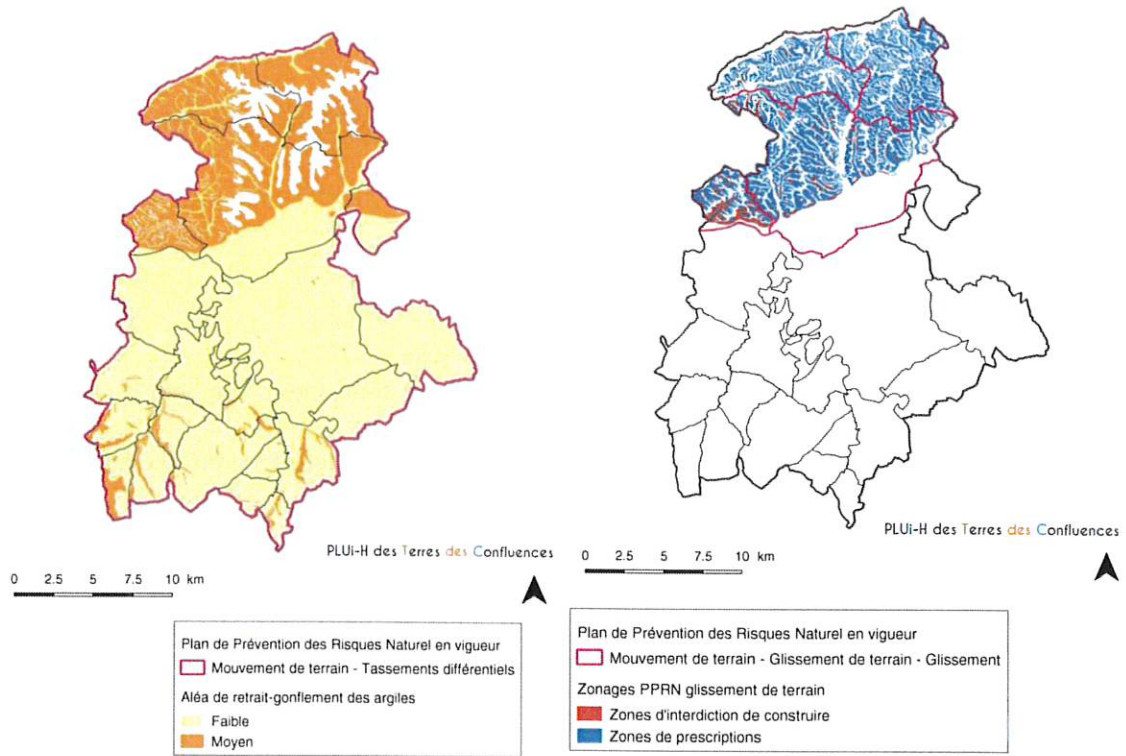 PLUi-H des Terres des Confluences
0 2.5 5 7.5 10 km
Plan de Prévention des Risques Naturel en vigueur
Mouvement de terrain - Tassements différentiels
Aléa de retrait-gonflement des argiles
Faible
Moyen
PLUi-H des Terres des Confluences
0 2.5 5 7.5 10 km
Plan de Prévention des Risques Naturel en vigueur
Mouvement de terrain - Glissement de terrain - Glissement
Zonages PPRN glissement de terrain
Zones d'interdiction de construire
Zones de prescriptions